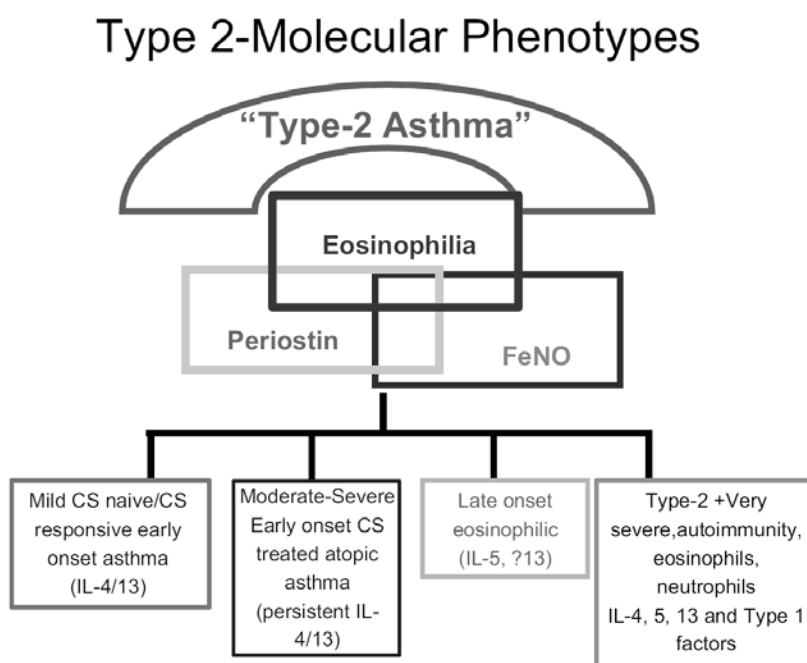 Type 2-Molecular Phenotypes
“Type-2 Asthma”
Eosinophilia
Periostin
FeNO
Mild CS naive/CS
responsive early
onset asthma
(IL-4/13)
Moderate-Severe
Early onset CS
treated atopic
asthma
(persistent IL-
4/13)
Late onset
eosinophilic
(IL-5, ?13)
Type-2 +Very
severe,autoimmunity,
eosinophils,
neutrophils
IL-4, 5, 13 and Type 1
factors